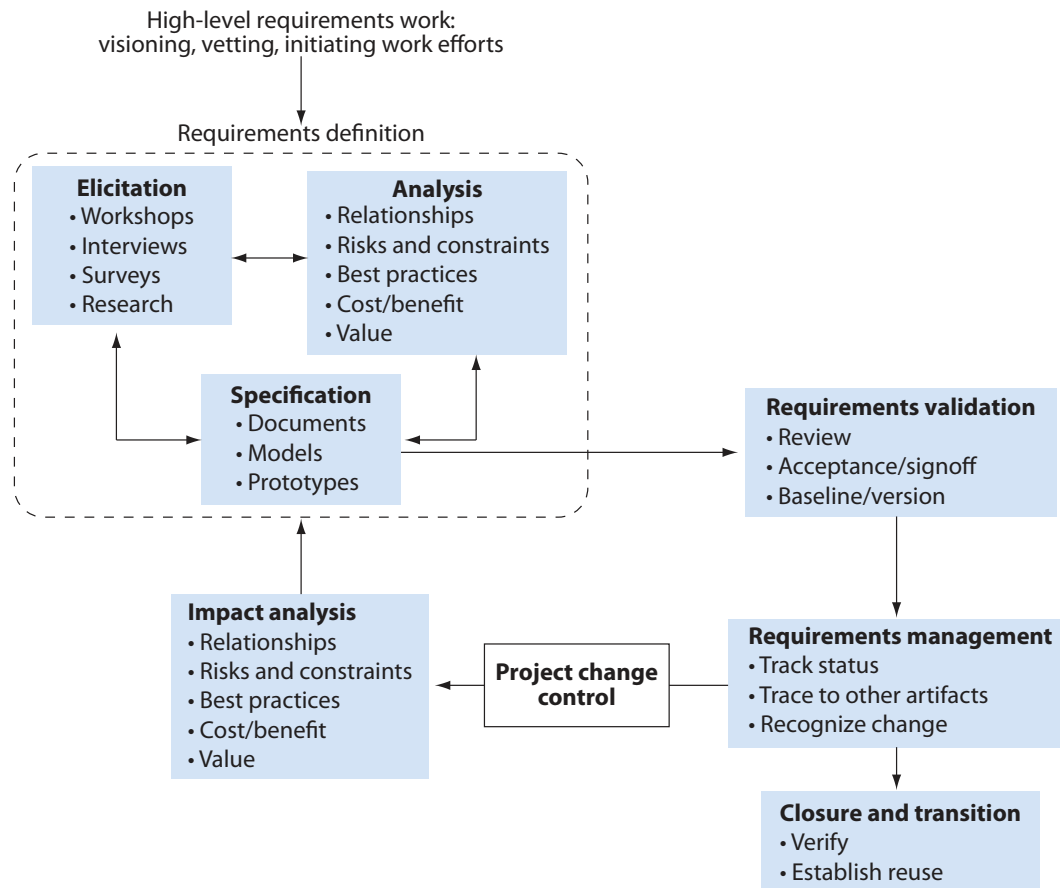 High-level requirements work:
visioning, vetting, initiating work efforts
Requirements definition
Elicitation
• Workshops
• Interviews
• Surveys
• Research
Analysis
• Relationships
• Risks and constraints
• Best practices
• Cost/benefit
• Value
Specification
• Documents
• Models
• Prototypes
Requirements validation
• Review
• Acceptance/signoff
• Baseline/version
Impact analysis
• Relationships
• Risks and constraints
• Best practices
• Cost/benefit
• Value
Project change
control
Requirements management
• Track status
• Trace to other artifacts
• Recognize change
Closure and transition
• Verify
• Establish reuse